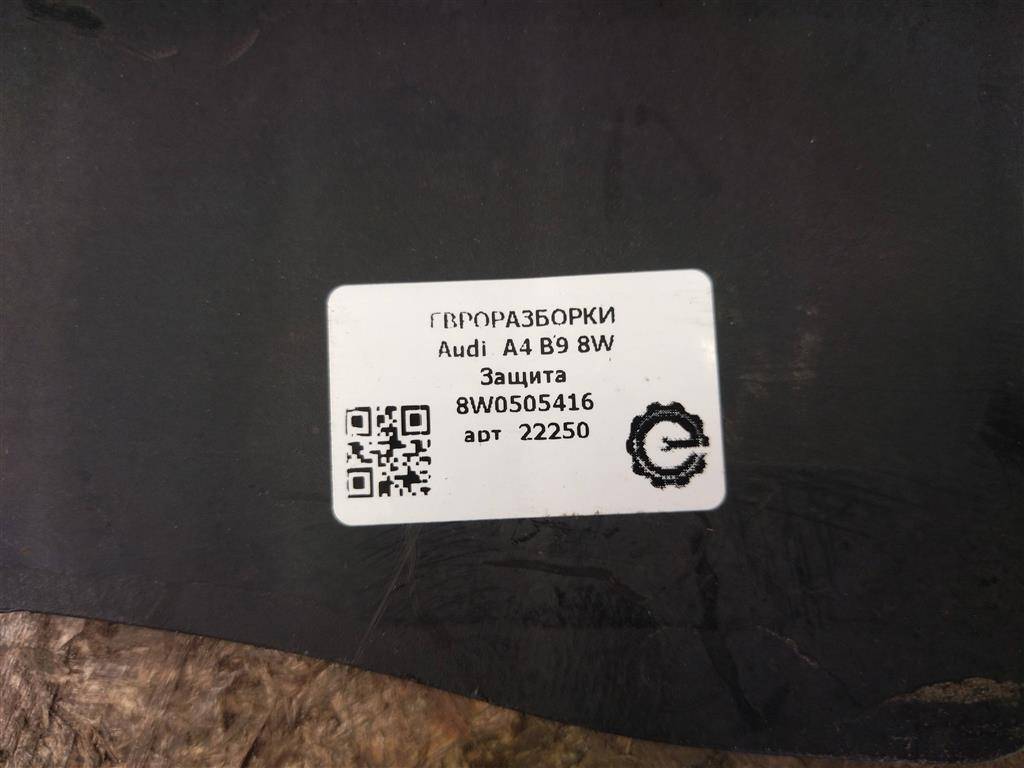 ЕВРОРАЗБОРКИ
Audi A4 B9 8W
Защита
8W0505416
арт 22250